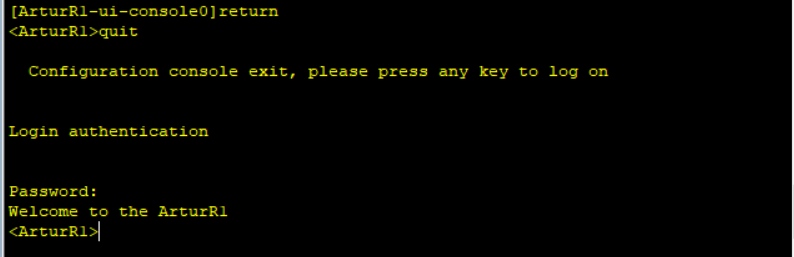 [ArturR1-ui-console0]return
<ArturR1>quit
Configuration console exit, please press any key to log on
Login authentication
Password:
Welcome to the ArturR1
<ArturR1>